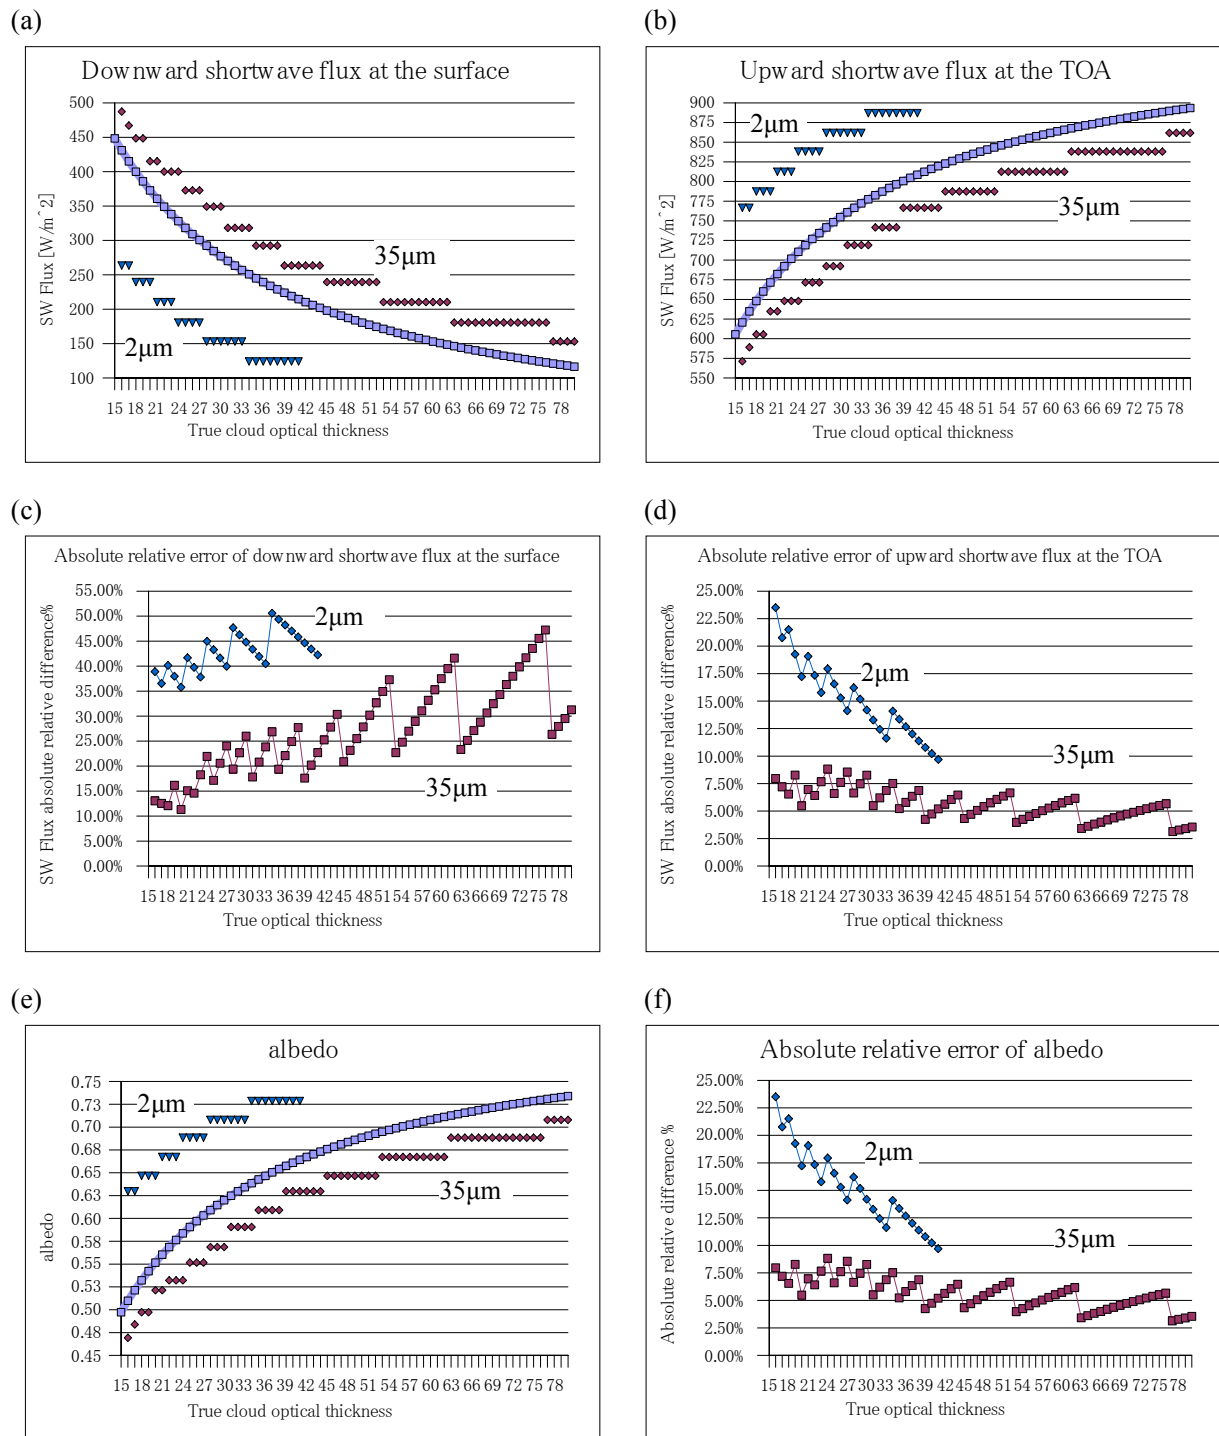 (a)
Downward shortwave flux at the surface
SW Flux [W/m^2]
500
450
400
350
300
250
200
150
100
35μm
2μm
15 18 21 24 27 30 33 36 39 42 45 48 51 54 57 60 63 66 69 72 75 78
True cloud optical thickness
(b)
Upward shortwave flux at the TOA
SW Flux [W/m^2]
900
875
850
825
800
775
750
725
700
675
650
625
600
575
550
2μm
35μm
15 18 21 24 27 30 33 36 39 42 45 48 51 54 57 60 63 66 69 72 75 78
True cloud optical thickness
(c)
Absolute relative error of downward shortwave flux at the surface
SW Flux absolute relative difference%
55.00%
50.00%
45.00%
40.00%
35.00%
30.00%
25.00%
20.00%
15.00%
10.00%
5.00%
0.00%
2μm
35μm
15 18 21 24 27 30 33 36 39 42 45 48 51 54 57 60 63 66 69 72 75 78
True optical thickness
(d)
Absolute relative error of upward shortwave flux at the TOA
SW Flux absolute relative difference%
25.00%
22.50%
20.00%
17.50%
15.00%
12.50%
10.00%
7.50%
5.00%
2.50%
0.00%
2μm
35μm
15 18 21 24 27 30 33 36 39 42 45 48 51 54 57 60 63 66 69 72 75 78
True optical thickness
(e)
albedo
albedo
0.75
0.73
0.70
0.68
0.65
0.63
0.60
0.58
0.55
0.53
0.50
0.48
0.45
2μm
35μm
15 18 21 24 27 30 33 36 39 42 45 48 51 54 57 60 63 66 69 72 75 78
True cloud optical thickness
(f)
Absolute relative error of albedo
Absolute relative difference %
25.00%
22.50%
20.00%
17.50%
15.00%
12.50%
10.00%
7.50%
5.00%
2.50%
0.00%
2μm
35μm
15 18 21 24 27 30 33 36 39 42 45 48 51 54 57 60 63 66 69 72 75 78
True optical thickness